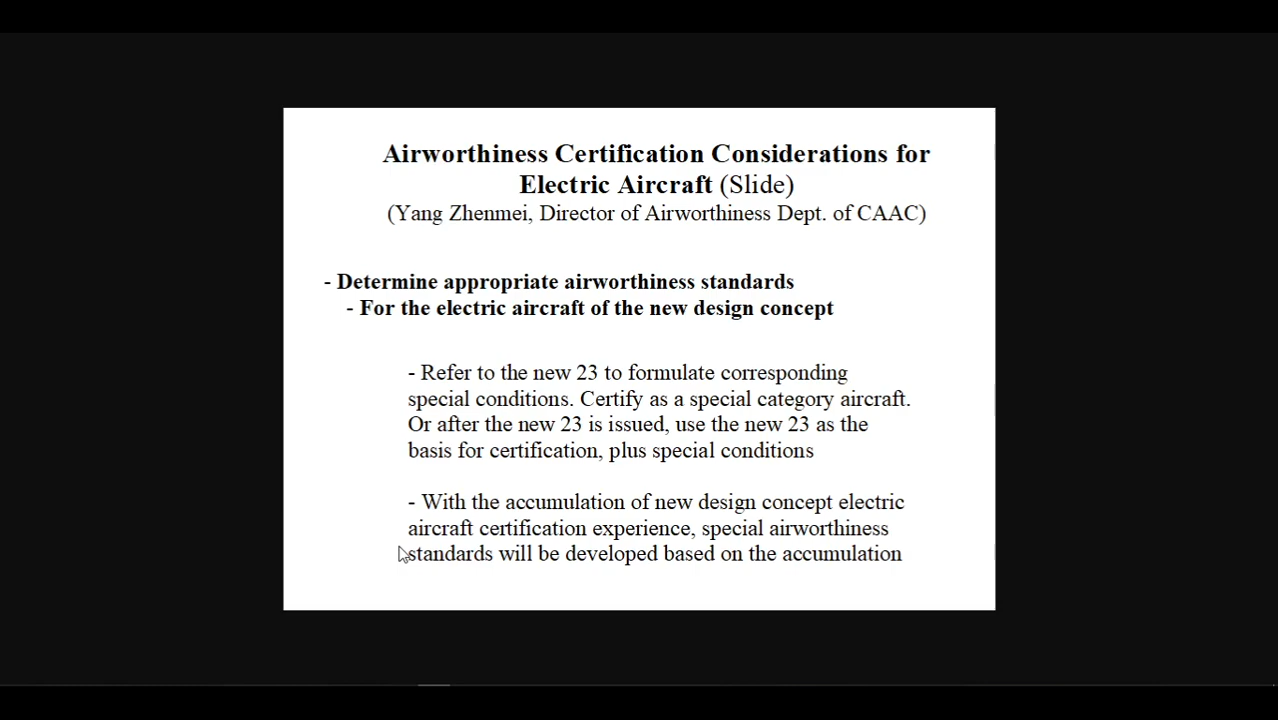 Airworthiness Certification Considerations for
Electric Aircraft (Slide)
(Yang Zhenmei, Director of Airworthiness Dept. of CAAC)
- Determine appropriate airworthiness standards
- For the electric aircraft of the new design concept
- Refer to the new 23 to formulate corresponding
special conditions. Certify as a special category aircraft.
Or after the new 23 is issued, use the new 23 as the
basis for certification, plus special conditions
- With the accumulation of new design concept electric
aircraft certification experience, special airworthiness
standards will be developed based on the accumulation